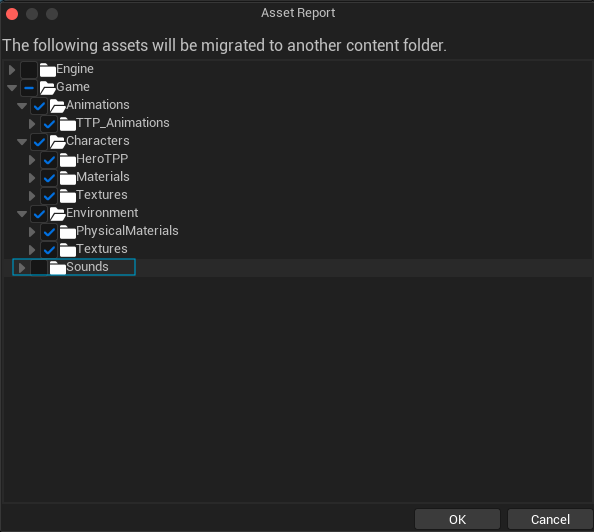 Asset Report
The following assets will be migrated to another content folder.
Engine
Game
Animations
TTP_Animations
Characters
HeroTPP
Materials
Textures
Environment
PhysicalMaterials
Textures
Sounds
OK Cancel